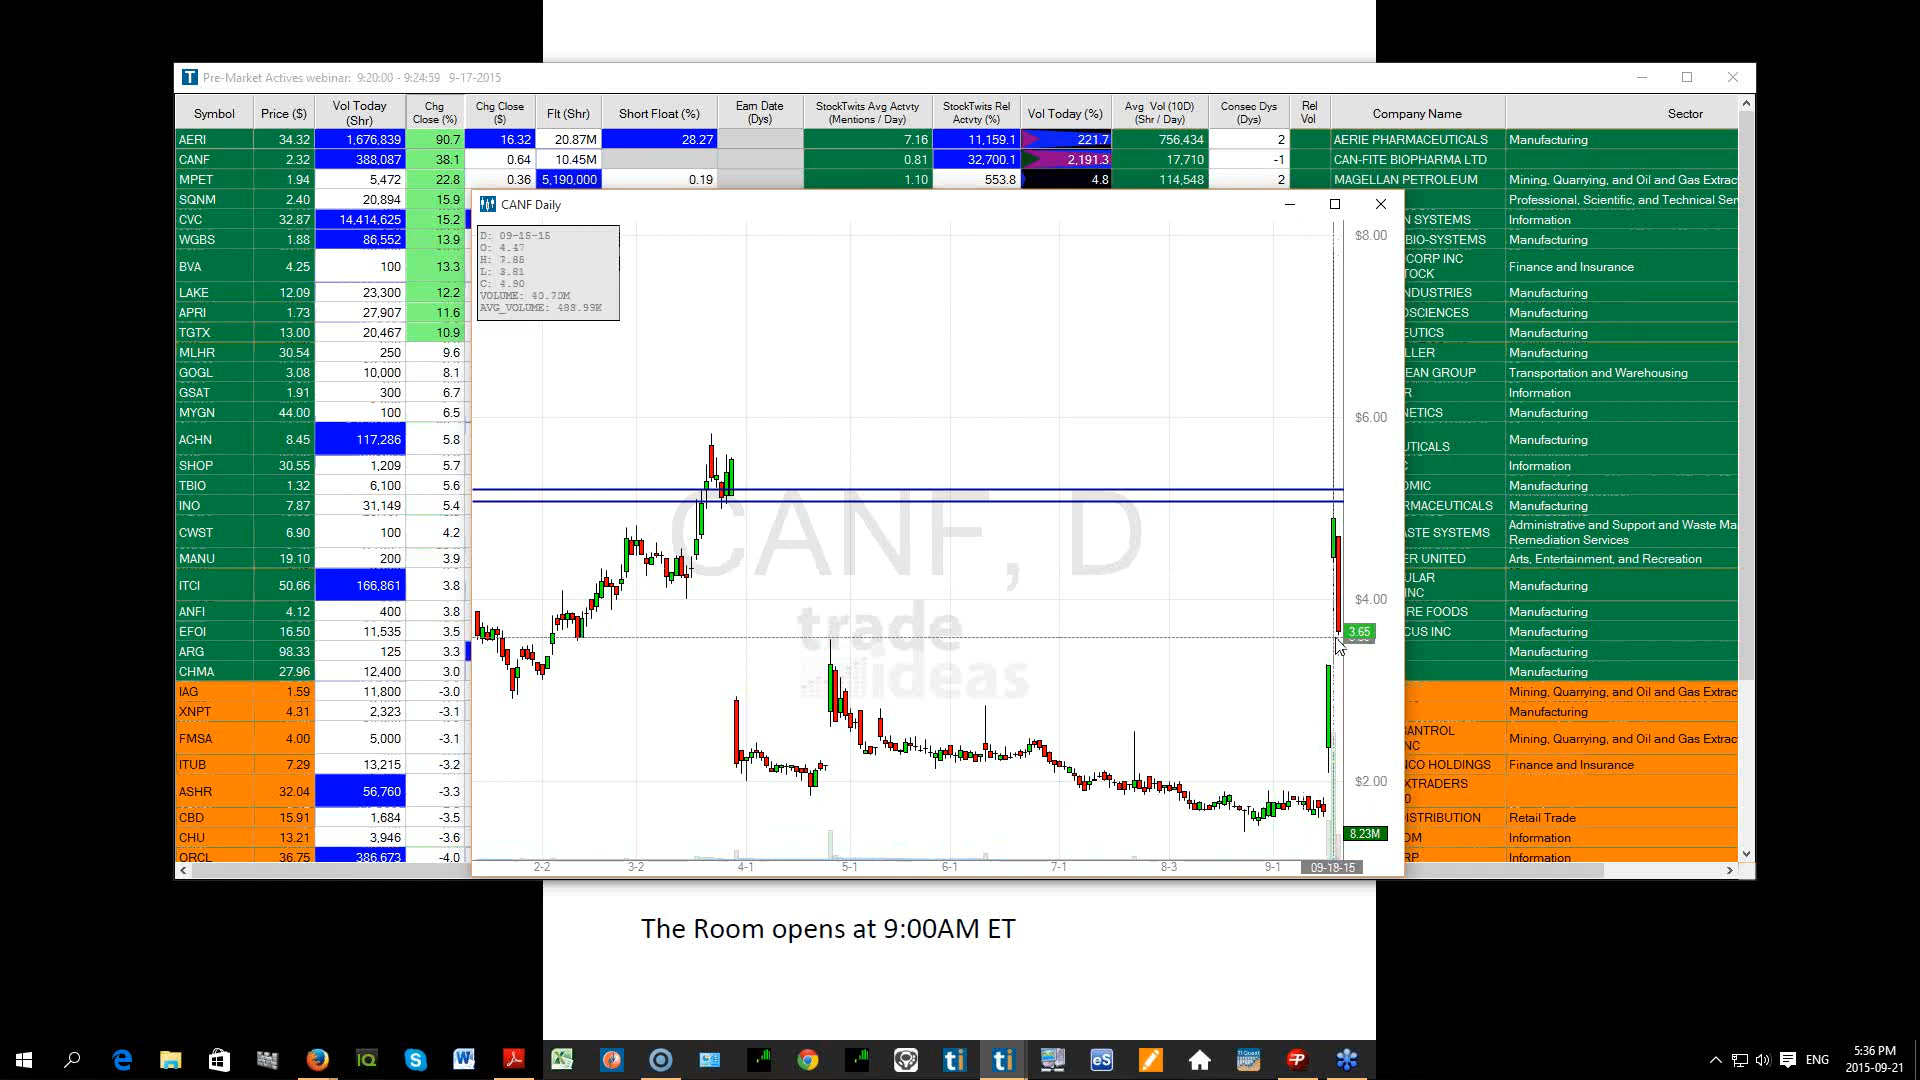 Pre-Market Actives webinar: 9:20:00 - 9:24:59 9-17-2015
Symbol Price ($) Vol Today (Shr) Chg Close (%) Chg Close ($) Flt (Shr) Short Float (%) Earn Date (Dys) StockTwits Avg Actvty (Mentions / Day) StockTwits Rel Actvty (%) Vol Today (%) Avg Vol (10D) (Shr / Day) Consec Dys (Dys) Rel Vol Company Name Sector
AERI 34.32 1,676,839 90.7 16.32 20.87M 28.27 7.16 11,159.1 221.7 756,434 2 AERIE PHARMACEUTICALS Manufacturing
CANF 2.32 388,087 38.1 0.64 10.45M 0.81 32,700.1 2,191.3 17,710 -1 CAN-FITE BIOPHARMA LTD
MPET 1.94 5,472 22.8 0.36 5,190,000 0.19 1.10 553.8 4.8 114,548 2 MAGELLAN PETROLEUM Mining, Quarrying, and Oil and Gas Extrac
SQNM 2.40 20,894 15.9 Professional, Scientific, and Technical Ser
CVC 32.87 14,414,625 15.2 N SYSTEMS Information
WGBS 1.88 86,552 13.9 BIO-SYSTEMS Manufacturing
BVA 4.25 100 13.3 CORP INC TOCK Finance and Insurance
LAKE 12.09 23,300 12.2 NDUSTRIES Manufacturing
APRI 1.73 27,907 11.6 OSCIENCES Manufacturing
TGTX 13.00 20,467 10.9 EUTICS Manufacturing
MLHR 30.54 250 9.6 LLER Manufacturing
GOGL 3.08 10,000 8.1 EAN GROUP Transportation and Warehousing
GSAT 1.91 300 6.7 R Information
MYGN 44.00 100 6.5 NETICS Manufacturing
ACHN 8.45 117,286 5.8 UTICALS Manufacturing
SHOP 30.55 1,209 5.7 C Information
TBIO 1.32 6,100 5.6 OMIC Manufacturing
INO 7.87 31,149 5.4 RMACEUTICALS Manufacturing
CWST 6.90 100 4.2 ASTE SYSTEMS Administrative and Support and Waste Ma Remediation Services
MANU 19.10 200 3.9 ER UNITED Arts, Entertainment, and Recreation
ITCI 50.66 166,861 3.8 ULAR INC Manufacturing
ANFI 4.12 400 3.8 RE FOODS Manufacturing
EFOI 16.50 11,535 3.5 CUS INC Manufacturing
ARG 98.33 125 3.3 Manufacturing
CHMA 27.96 12,400 3.0 Manufacturing
IAG 1.59 11,800 -3.0 Mining, Quarrying, and Oil and Gas Extrac
XNPT 4.31 2,323 -3.1 Manufacturing
FMSA 4.00 5,000 -3.1 ANTROL NC Mining, Quarrying, and Oil and Gas Extrac
ITUB 7.29 13,215 -3.2 NCO HOLDINGS Finance and Insurance
ASHR 32.04 56,760 -3.3 XTRADERS 0
CBD 15.91 1,684 -3.5 ISTRIBUTION Retail Trade
CHU 13.21 3,946 -3.6 OM Information
ORCL 36.75 386,673 -4.0 RP Information
CANF Daily
D: 09-18-15
O: 4.47
H: 7.85
L: 3.81
C: 4.90
VOLUME: 40.70M
AVG_VOLUME: 488.99K
CANF, D
trade
ideas
$8.00
$6.00
$4.00
3.65
$2.00
8.23M
2-2 3-2 4-1 5-1 6-1 7-1 8-3 9-1 09-18-15
The Room opens at 9:00AM ET
ENG
5:36 PM
2015-09-21